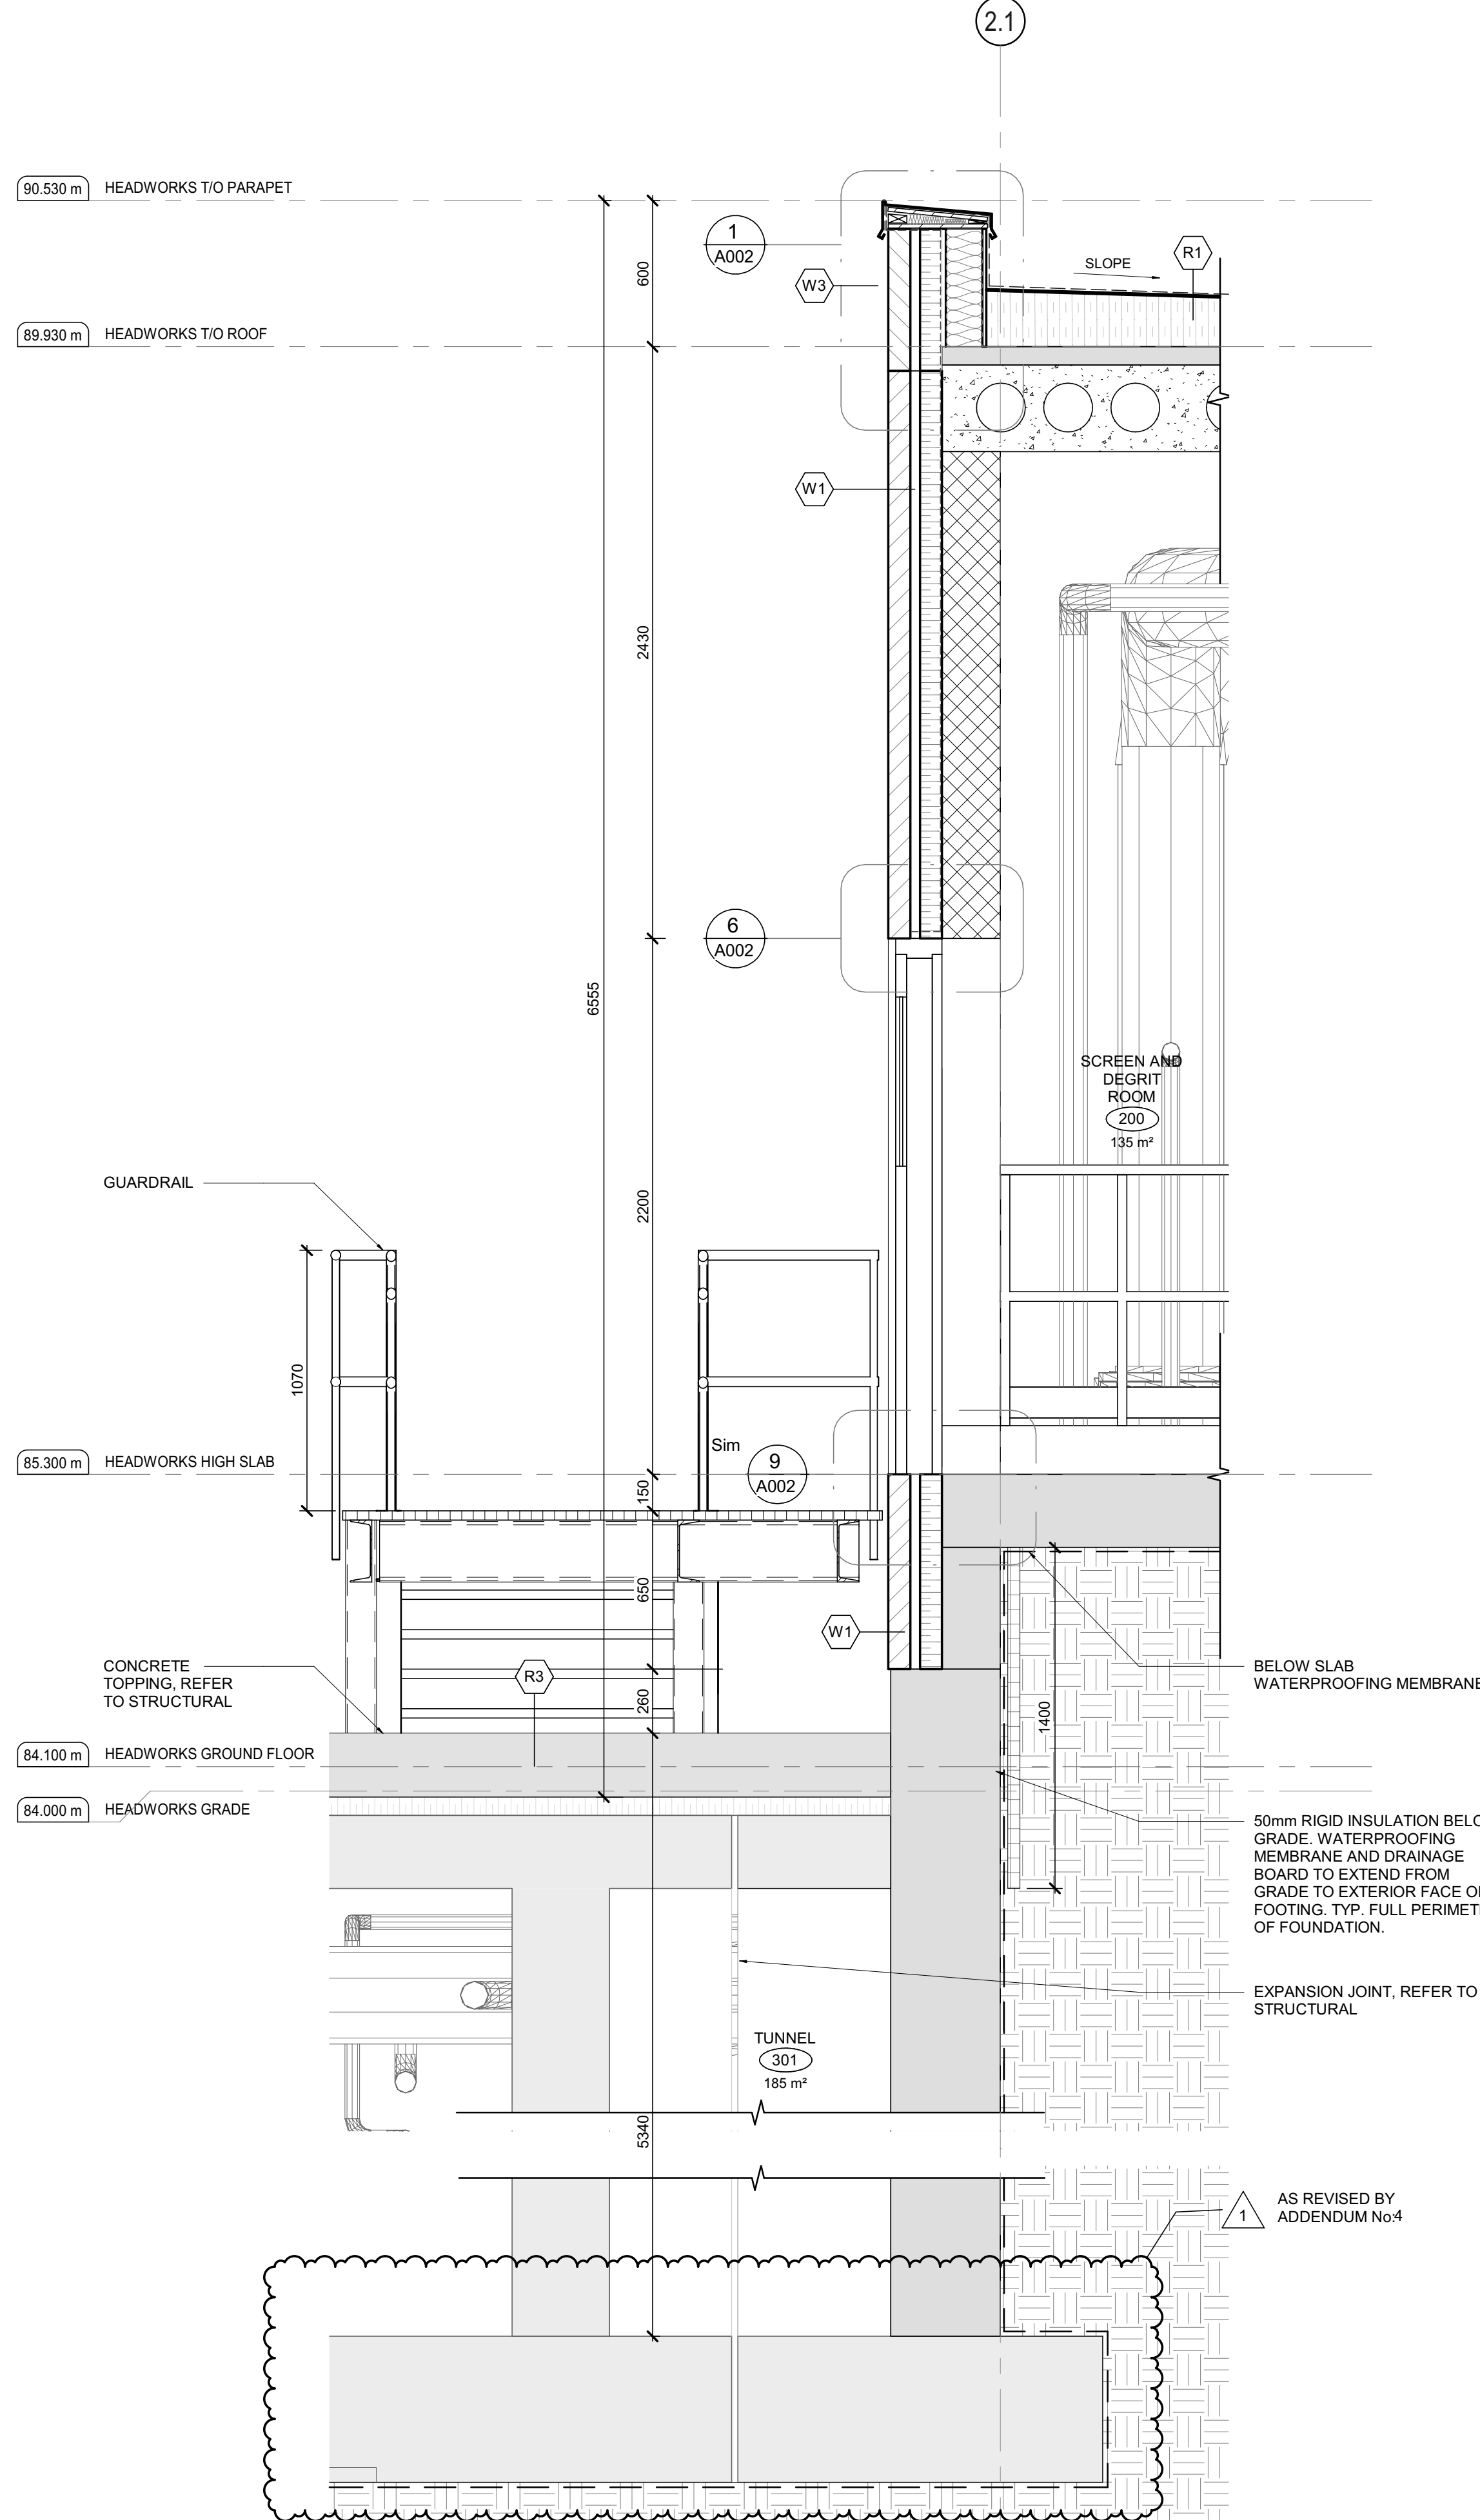 2.1
90.530 m HEADWORKS T/O PARAPET
1
A002
W3
SLOPE
R1
600
89.930 m HEADWORKS T/O ROOF
W1
2430
6
A002
6555
SCREEN AND
DEGRIT
ROOM
200
135 m²
GUARDRAIL
2200
1070
Sim
9
A002
85.300 m HEADWORKS HIGH SLAB
150
650
W1
CONCRETE
TOPPING, REFER
TO STRUCTURAL
R3
260
BELOW SLAB
WATERPROOFING MEMBRANE
1400
84.100 m HEADWORKS GROUND FLOOR
84.000 m HEADWORKS GRADE
50mm RIGID INSULATION BELO
GRADE. WATERPROOFING
MEMBRANE AND DRAINAGE
BOARD TO EXTEND FROM
GRADE TO EXTERIOR FACE O
FOOTING. TYP. FULL PERIMET
OF FOUNDATION.
EXPANSION JOINT, REFER TO
STRUCTURAL
TUNNEL
301
185 m²
5340
1
AS REVISED BY
ADDENDUM No:4